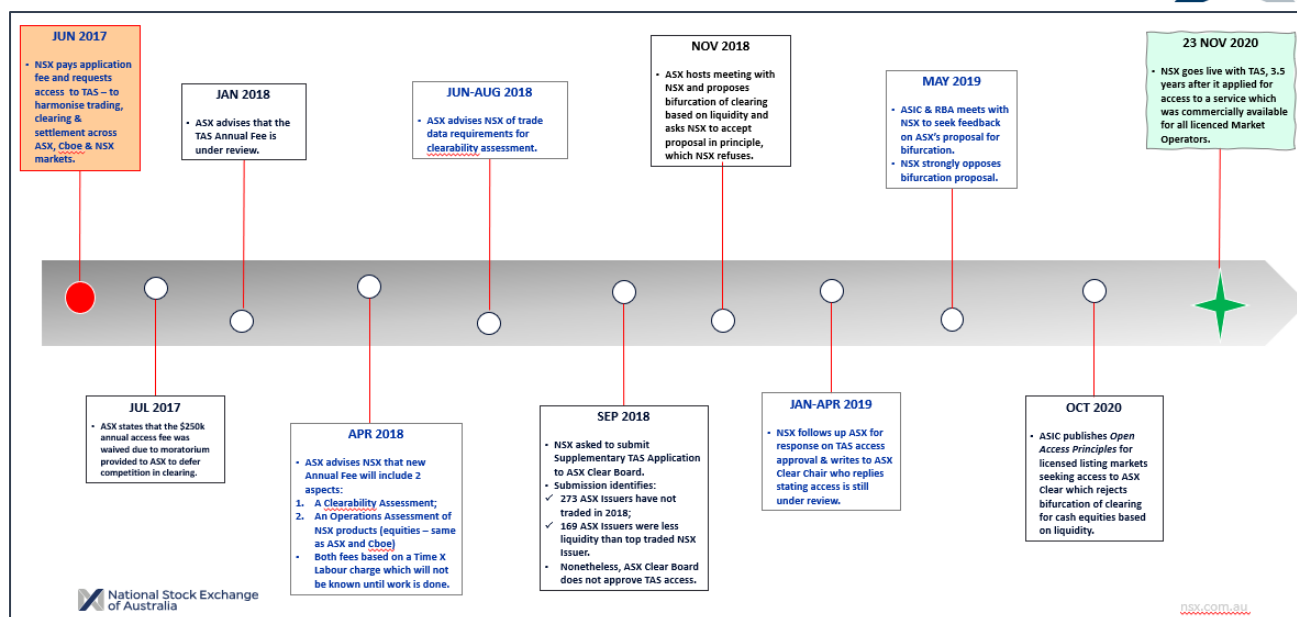 JUN 2017
• NSX pays application
fee and requests
access to TAS – to
harmonise trading,
clearing &
settlement across
ASX, Cboe & NSX
markets.
JAN 2018
• ASX advises that the
TAS Annual Fee is
under review.
JUN-AUG 2018
• ASX advises NSX of trade
data requirements for
clearability assessment.
NOV 2018
• ASX hosts meeting with
NSX and proposes
bifurcation of clearing
based on liquidity and
asks NSX to accept
proposal in principle,
which NSX refuses.
MAY 2019
• ASIC & RBA meets with
NSX to seek feedback
on ASX's proposal for
bifurcation.
• NSX strongly opposes
bifurcation proposal.
23 NOV 2020
• NSX goes live with TAS, 3.5
years after it applied for
access to a service which
was commercially available
for all licenced Market
Operators.
JUL 2017
• ASX states that the $250k
annual access fee was
waived due to moratorium
provided to ASX to defer
competition in clearing.
APR 2018
• ASX advises NSX that new
Annual Fee will include 2
aspects:
1. A Clearability Assessment;
2. An Operations Assessment of
NSX products (equities – same
as ASX and Cboe)
• Both fees based on a Time X
Labour charge which will not
be known until work is done.
SEP 2018
• NSX asked to submit
Supplementary TAS Application
to ASX Clear Board.
• Submission identifies:
✓ 273 ASX Issuers have not
traded in 2018;
✓ 169 ASX Issuers were less
liquidity than top traded NSX
Issuer.
• Nonetheless, ASX Clear Board
does not approve TAS access.
JAN-APR 2019
• NSX follows up ASX for
response on TAS access
approval & writes to ASX
Clear Chair who replies
stating access is still
under review.
OCT 2020
• ASIC publishes Open
Access Principles for
licensed listing markets
seeking access to ASX
Clear which rejects
bifurcation of clearing
for cash equities based
on liquidity.
National Stock Exchange
of Australia
nsx.com.au